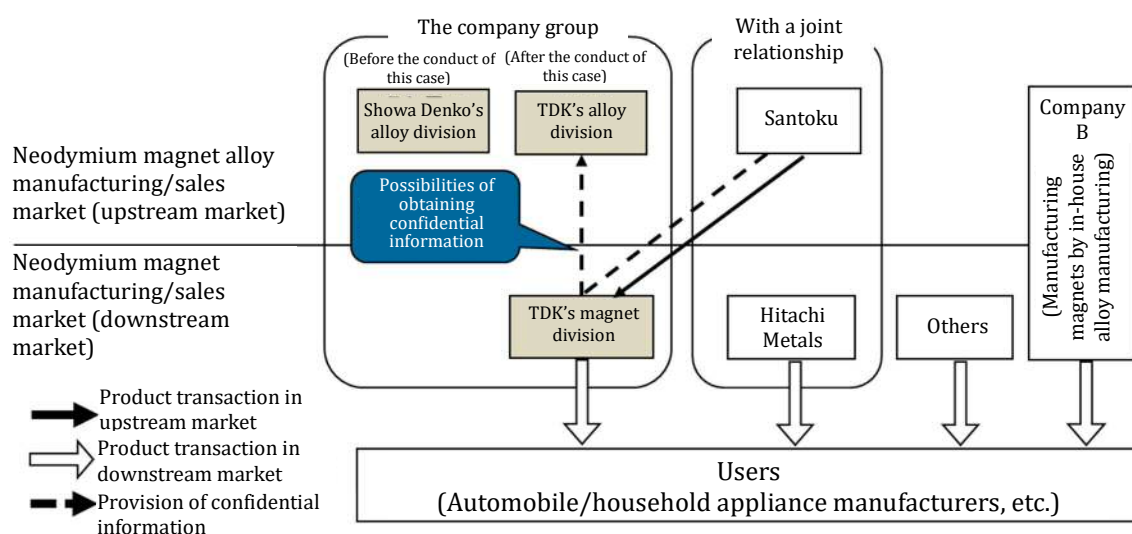 The company group
With a joint
relationship
(Before the conduct of
this case)
(After the conduct of
this case)
Showa Denko's
alloy division
TDK's alloy
division
Santoku
Company
B
(Manufacturing
magnets by in-house
alloy manufacturing)
Neodymium magnet alloy
manufacturing/sales
market (upstream market)
Possibilities of
obtaining
confidential
information
Neodymium magnet
manufacturing/sales
market (downstream
market)
TDK's magnet
division
Hitachi
Metals
Others
Product transaction in
upstream market
Product transaction in
downstream market
Provision of confidential
information
Users
(Automobile/household appliance manufacturers, etc.)